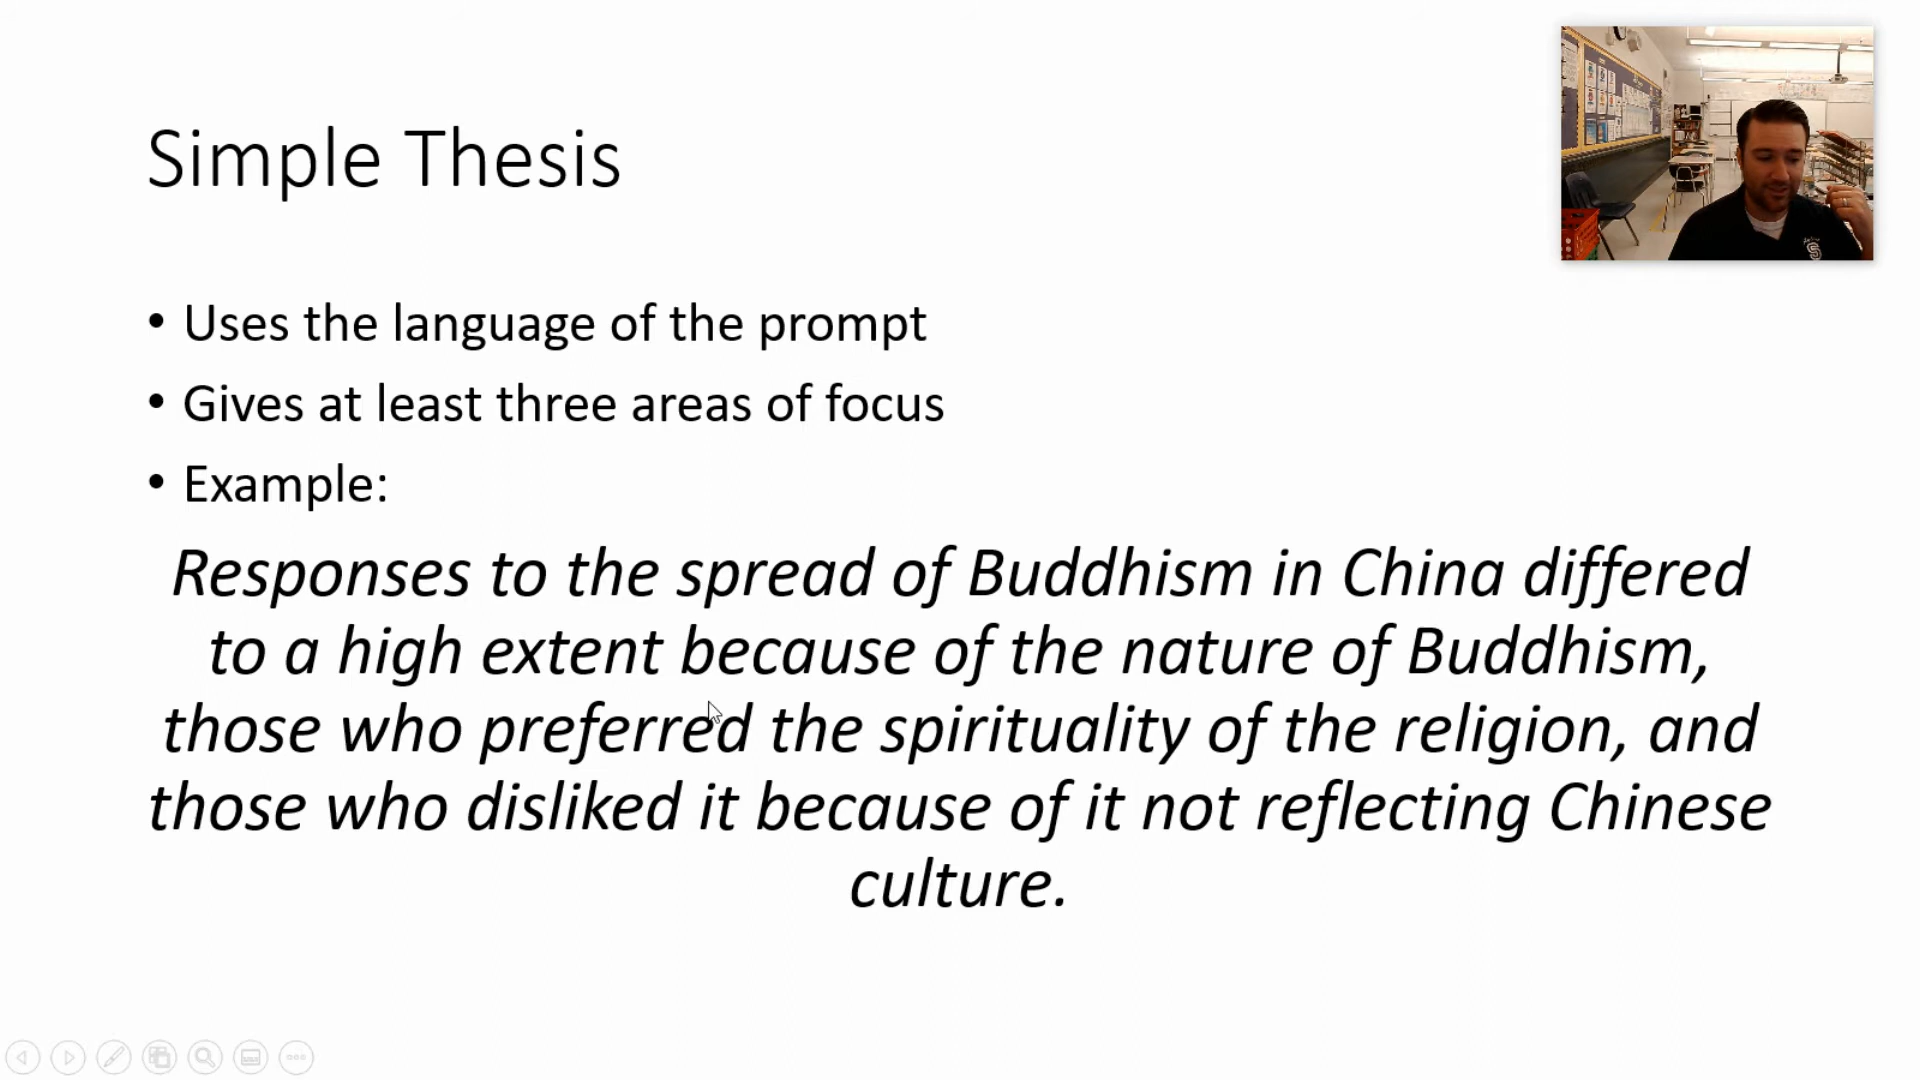 Simple Thesis
• Uses the language of the prompt
• Gives at least three areas of focus
• Example:
Responses to the spread of Buddhism in China differed
to a high extent because of the nature of Buddhism,
those who preferred the spirituality of the religion, and
those who disliked it because of it not reflecting Chinese
culture.